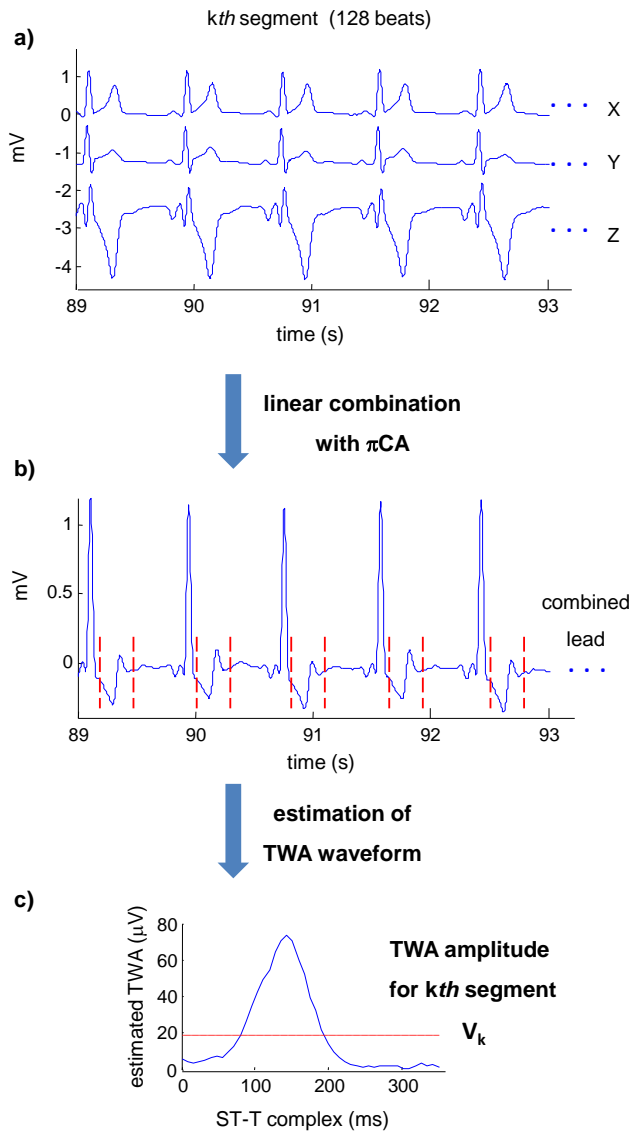 kth segment (128 beats)
a)
1
0
-1
-2
-3
-4
mV
X
Y
Z
89 90 91 92 93
time (s)
linear combination
with πCA
b)
1
0.5
0
mV
combined
lead
89 90 91 92 93
time (s)
estimation of
TWA waveform
c)
80
60
40
20
0
estimated TWA (μV)
TWA amplitude
for kth segment
Vk
0 100 200 300
ST-T complex (ms)